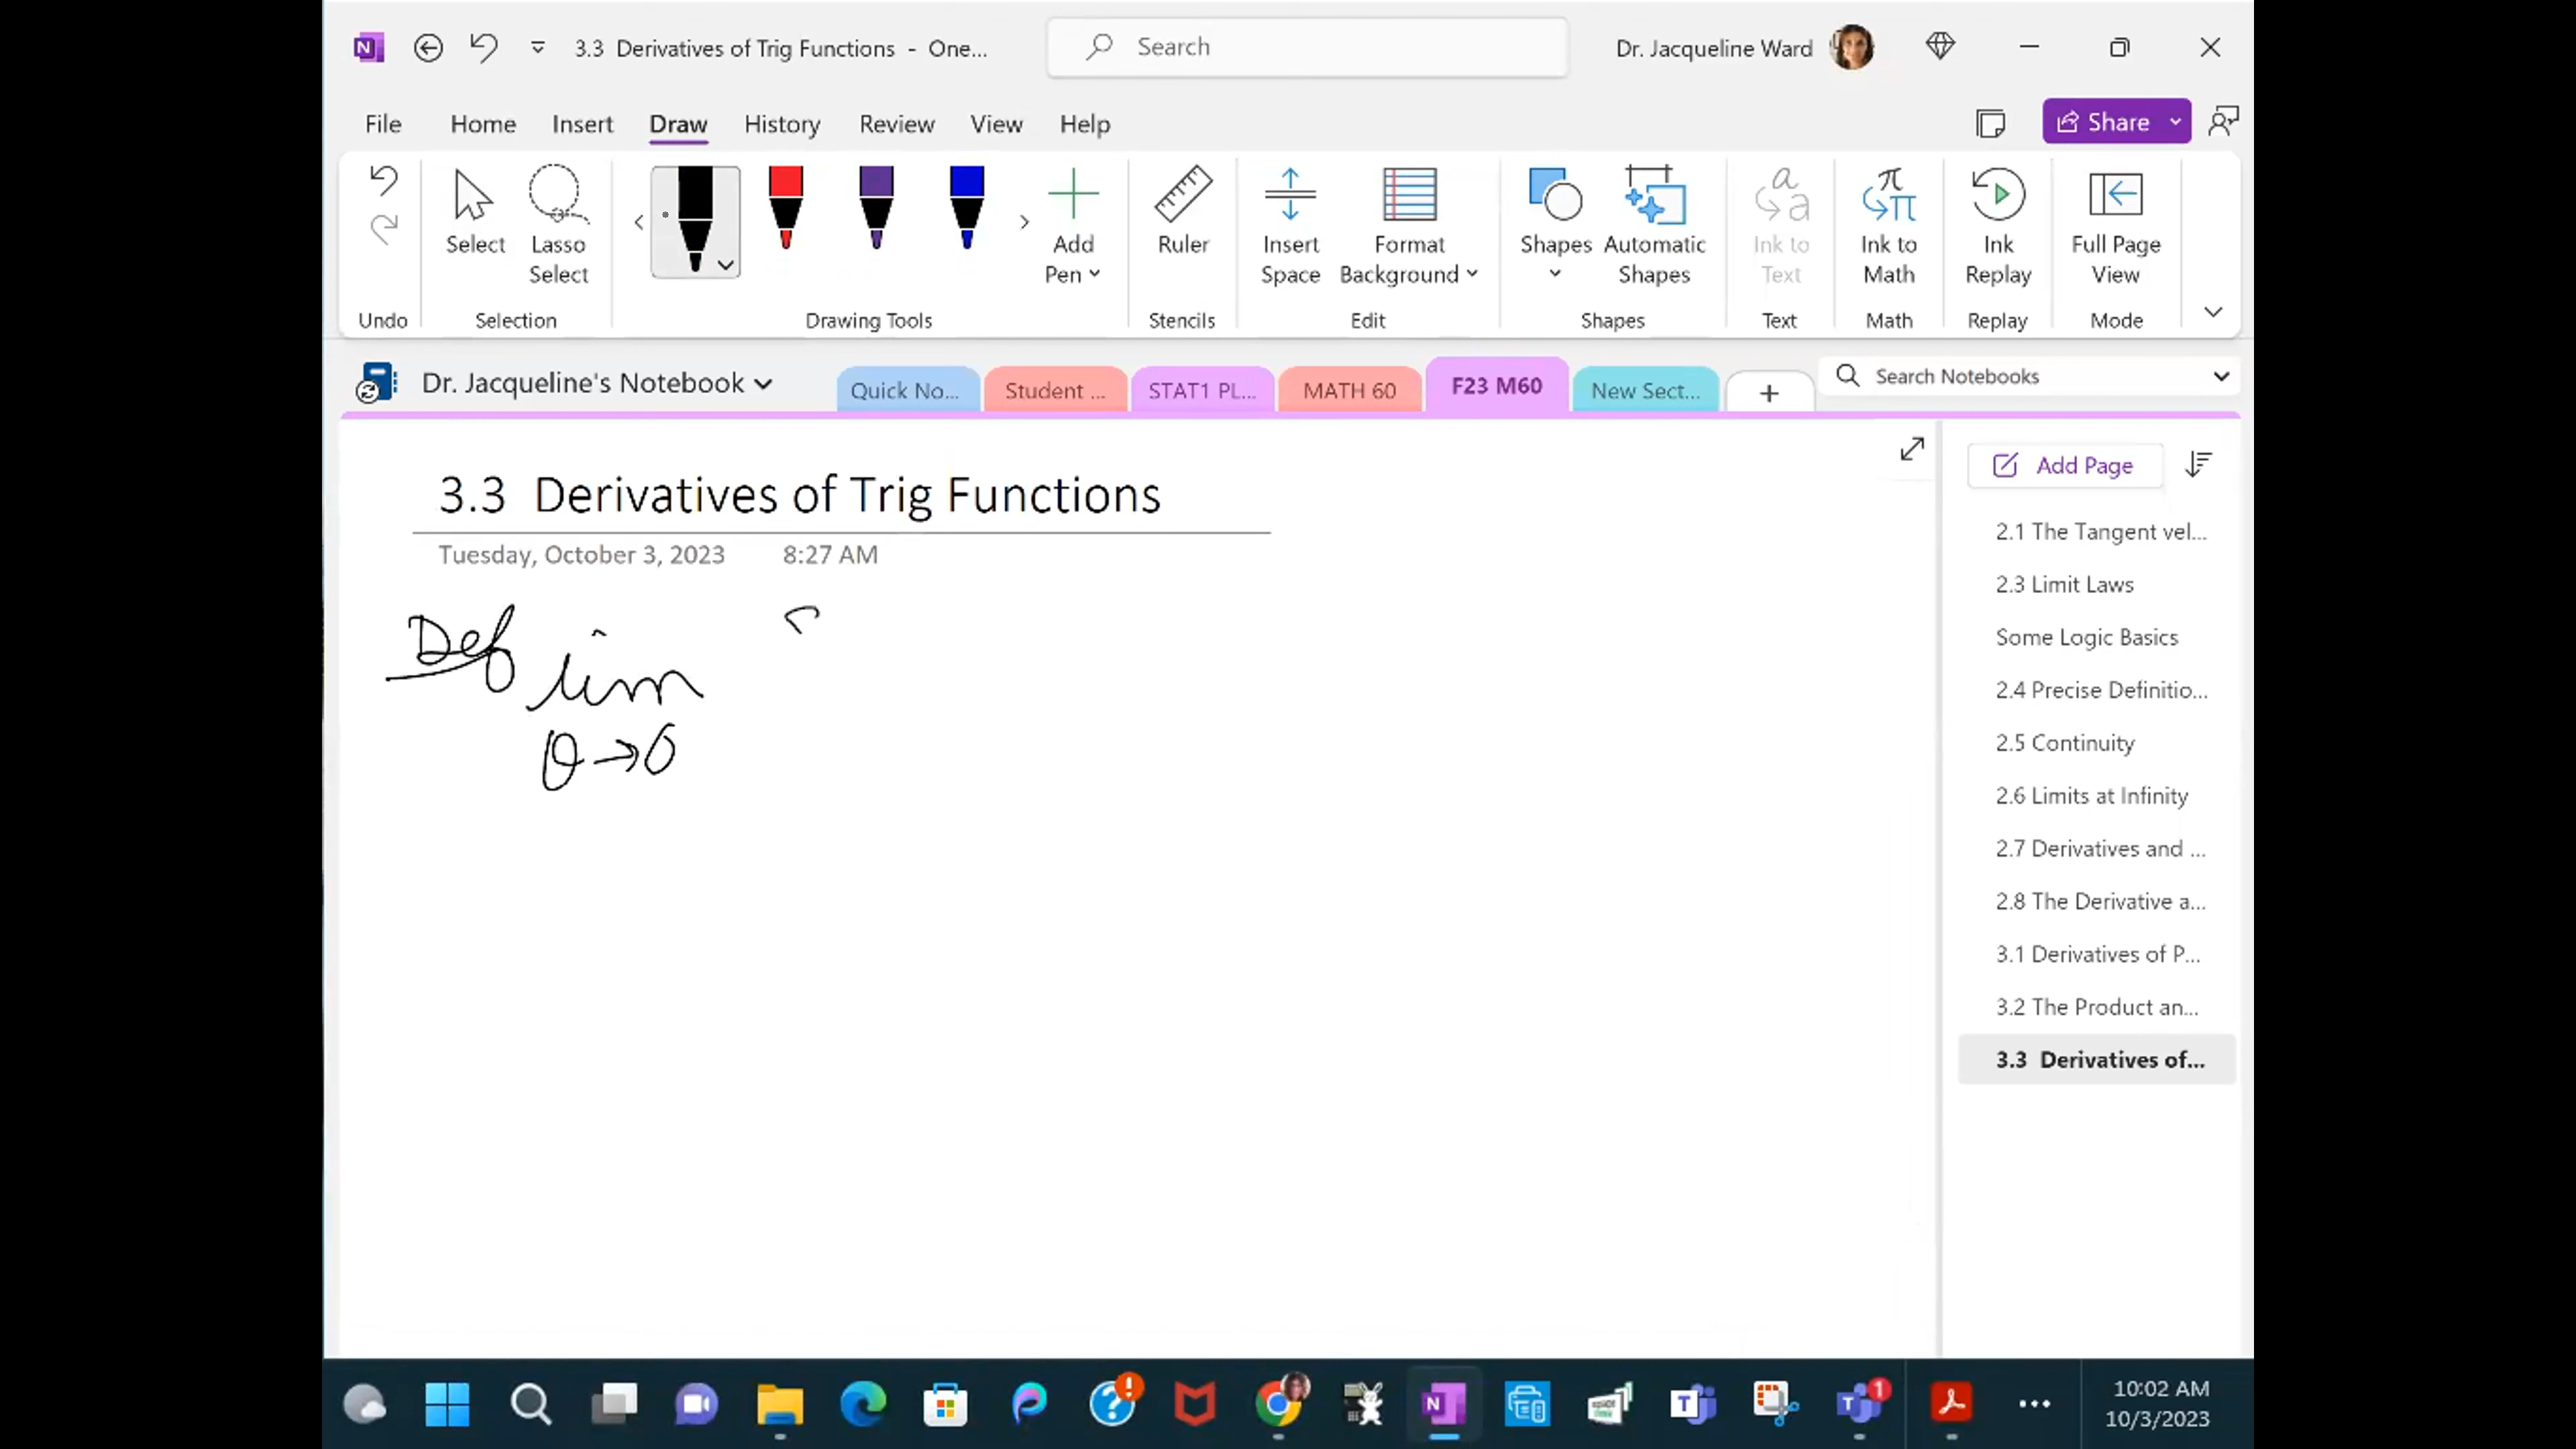 3.3 Derivatives of Trig Functions - One...
Search
Dr. Jacqueline Ward
File Home Insert Draw History Review View Help
Share
Select
Lasso Select
Add Pen
Ruler
Insert Space
Format Background
Shapes
Automatic Shapes
Ink to Text
Ink to Math
Ink Replay
Full Page View
Undo Selection Drawing Tools Stencils Edit Shapes Text Math Replay Mode
Dr. Jacqueline's Notebook
Quick No... Student ... STAT1 PL... MATH 60 F23 M60 New Sect... +
Search Notebooks
3.3 Derivatives of Trig Functions
Tuesday, October 3, 2023 8:27 AM
Def lim
θ→0
Add Page
2.1 The Tangent vel...
2.3 Limit Laws
Some Logic Basics
2.4 Precise Definitio...
2.5 Continuity
2.6 Limits at Infinity
2.7 Derivatives and ...
2.8 The Derivative a...
3.1 Derivatives of P...
3.2 The Product an...
3.3 Derivatives of...
1
10:02 AM
10/3/2023